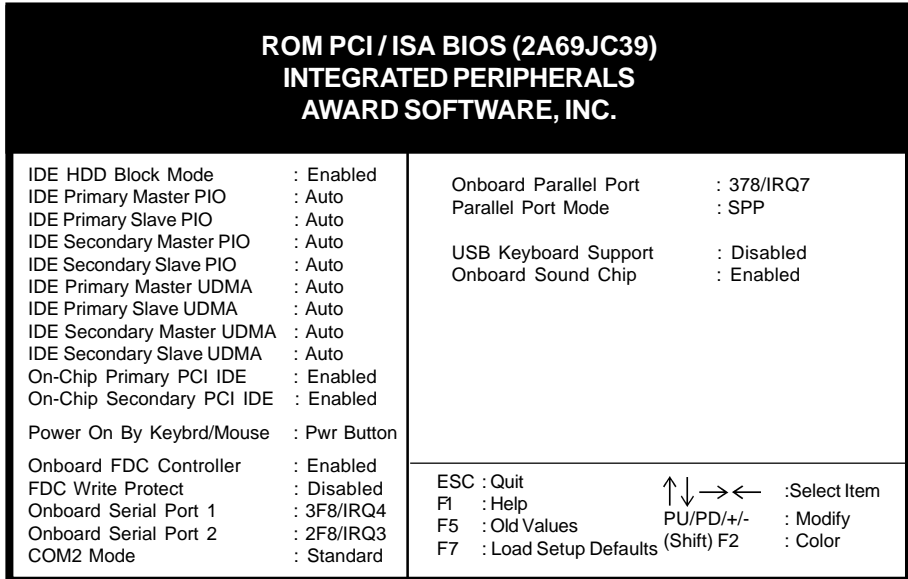 ROM PCI / ISA BIOS (2A69JC39)
INTEGRATED PERIPHERALS
AWARD SOFTWARE, INC.
IDE HDD Block Mode : Enabled
IDE Primary Master PIO : Auto
IDE Primary Slave PIO : Auto
IDE Secondary Master PIO : Auto
IDE Secondary Slave PIO : Auto
IDE Primary Master UDMA : Auto
IDE Primary Slave UDMA : Auto
IDE Secondary Master UDMA : Auto
IDE Secondary Slave UDMA : Auto
On-Chip Primary PCI IDE : Enabled
On-Chip Secondary PCI IDE : Enabled
Power On By Keybrd/Mouse : Pwr Button
Onboard FDC Controller : Enabled
FDC Write Protect : Disabled
Onboard Serial Port 1 : 3F8/IRQ4
Onboard Serial Port 2 : 2F8/IRQ3
COM2 Mode : Standard
Onboard Parallel Port : 378/IRQ7
Parallel Port Mode : SPP
USB Keyboard Support : Disabled
Onboard Sound Chip : Enabled
ESC : Quit ↑↓→← :Select Item
F1 : Help
F5 : Old Values PU/PD/+/- : Modify
F7 : Load Setup Defaults (Shift) F2 : Color